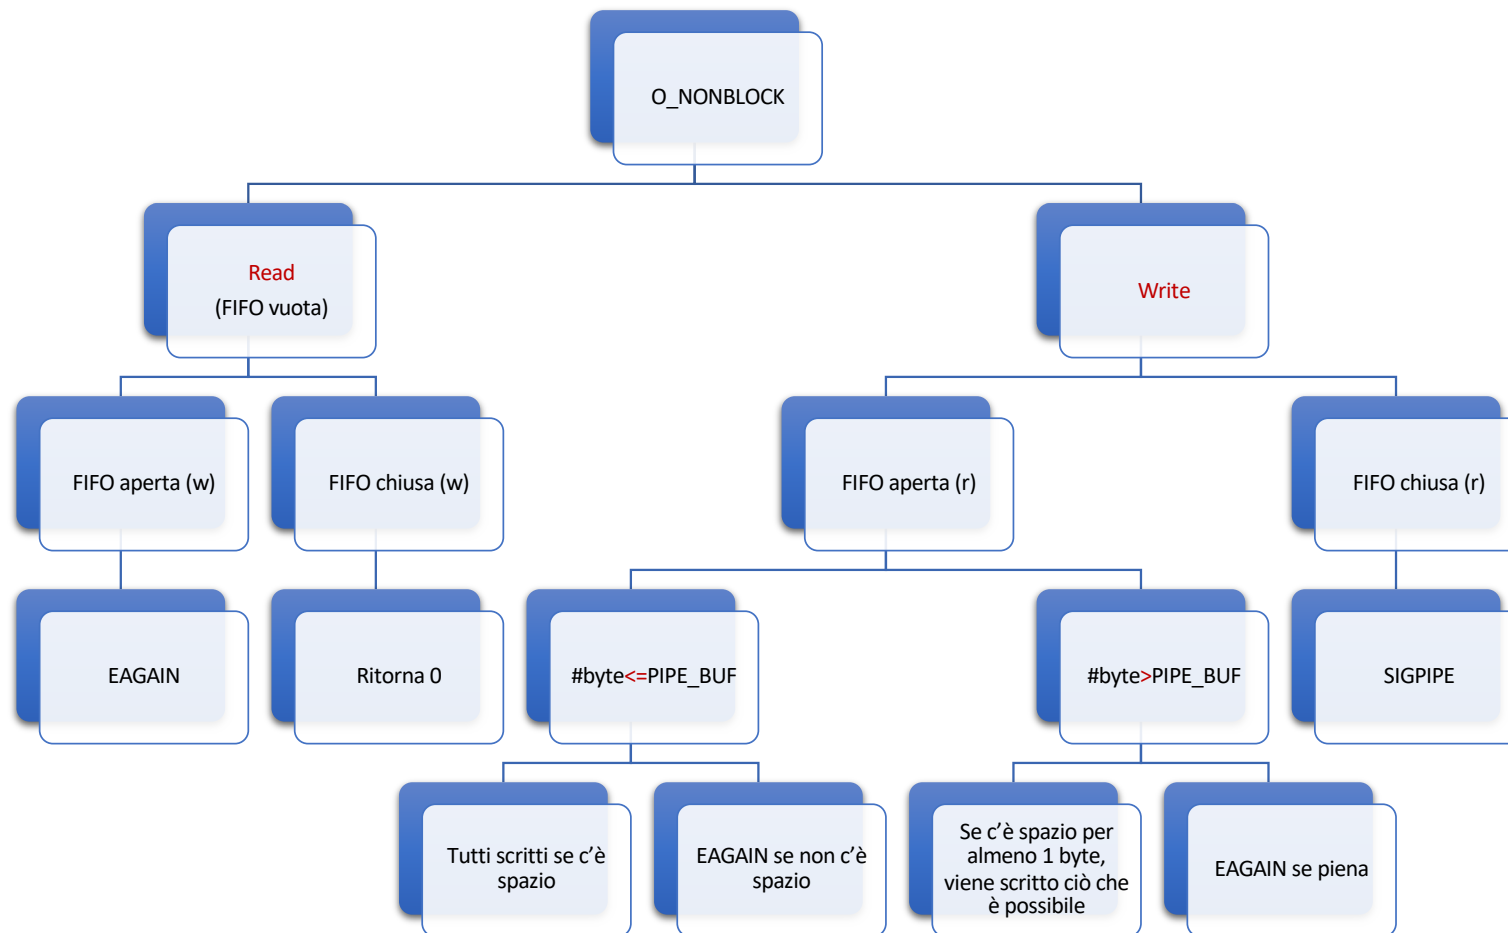 O_NONBLOCK
Read
(FIFO vuota)
Write
FIFO aperta (w)
FIFO chiusa (w)
FIFO aperta (r)
FIFO chiusa (r)
EAGAIN
Ritorna 0
#byte<=PIPE_BUF
#byte>PIPE_BUF
SIGPIPE
Tutti scritti se c’è
spazio
EAGAIN se non c’è
spazio
Se c’è spazio per
almeno 1 byte,
viene scritto ciò che
è possibile
EAGAIN se piena